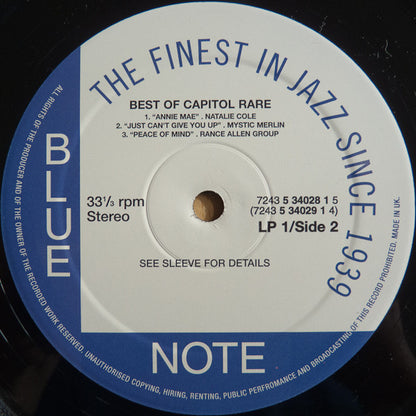 THE FINEST IN JAZZ SINCE 1939
BEST OF CAPITOL RARE
1. "ANNIE MAE" . NATALIE COLE
2. "JUST CAN'T GIVE YOU UP" . MYSTIC MERLIN
3. "PEACE OF MIND" . RANCE ALLEN GROUP
33⅓ rpm
Stereo
7243 5 34028 1 5
(7243 5 34029 1 4)
LP 1/Side 2
SEE SLEEVE FOR DETAILS
BLUE
NOTE
ALL RIGHTS OF THE PRODUCER AND OF THE OWNER OF THE RECORDED WORK RESERVED. UNAUTHORISED COPYING, HIRING, RENTING, PUBLIC PERFROMANCE AND BROADCASTING OF THIS RECORD PROHIBITED. MADE IN UK.